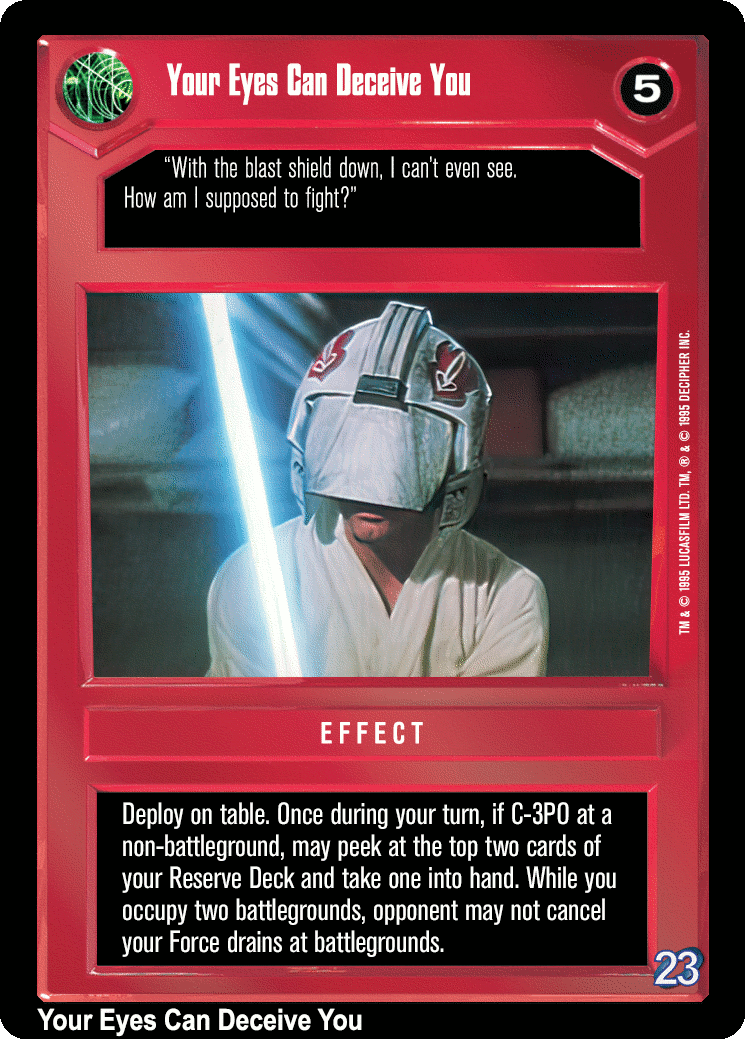 Your Eyes Can Deceive You
5
“With the blast shield down, I can’t even see.
How am I supposed to fight?”
TM & © 1995 LUCASFILM LTD. TM, ® & © 1995 DECIPHER INC.
EFFECT
Deploy on table. Once during your turn, if C-3PO at a
non-battleground, may peek at the top two cards of
your Reserve Deck and take one into hand. While you
occupy two battlegrounds, opponent may not cancel
your Force drains at battlegrounds.
23
Your Eyes Can Deceive You